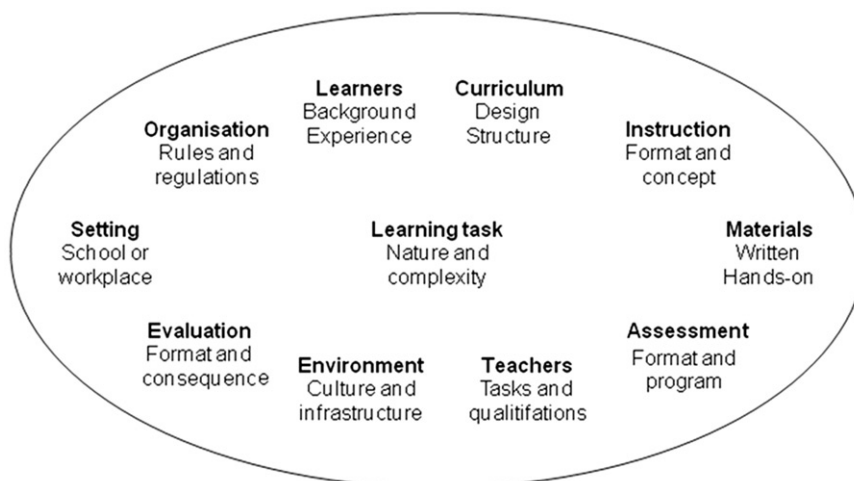 Learners
Background
Experience
Curriculum
Design
Structure
Organisation
Rules and
regulations
Instruction
Format and
concept
Setting
School or
workplace
Learning task
Nature and
complexity
Materials
Written
Hands-on
Evaluation
Format and
consequence
Environment
Culture and
infrastructure
Teachers
Tasks and
qualitifations
Assessment
Format and
program